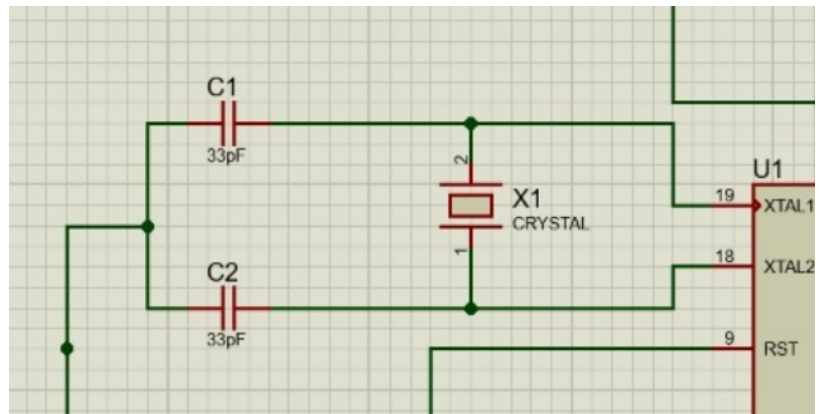 C1
33pF
2
X1
CRYSTAL
1
C2
33pF
U1
19
XTAL1
18
XTAL2
9
RST